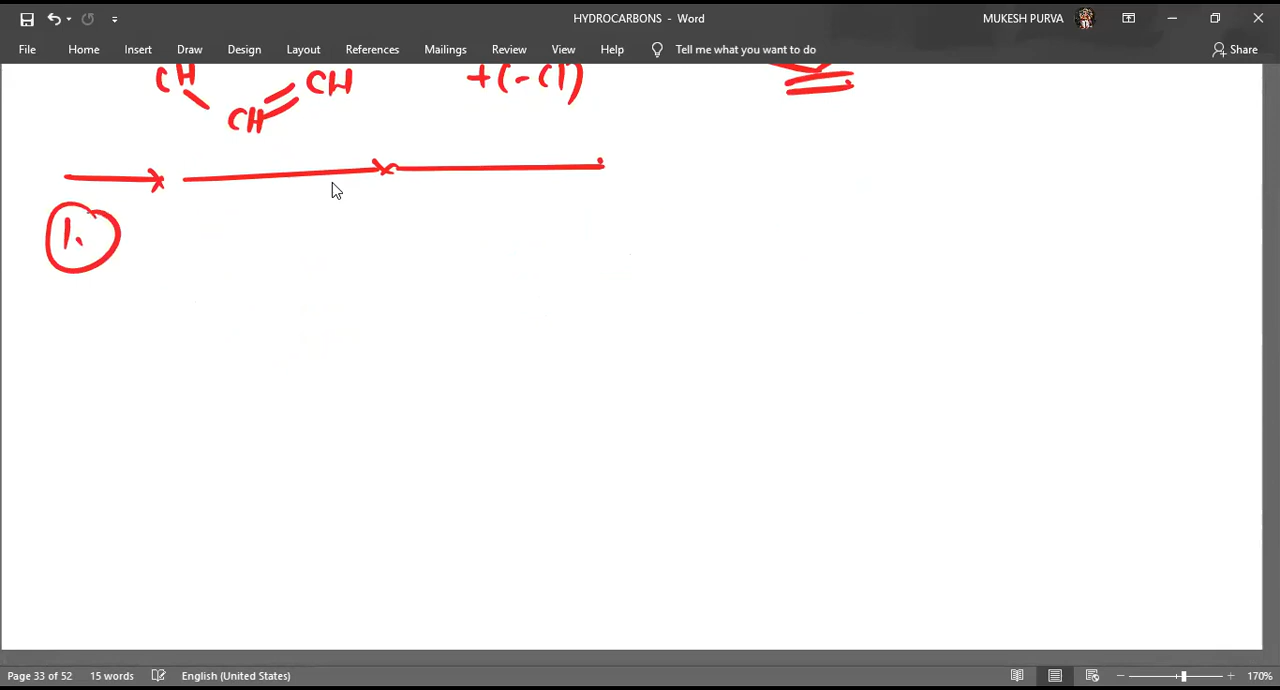 HYDROCARBONS - Word
MUKESH PURVA
File Home Insert Draw Design Layout References Mailings Review View Help Tell me what you want to do Share
CH CH + (-Cl)
CH
1.
Page 33 of 52 15 words English (United States) 170%